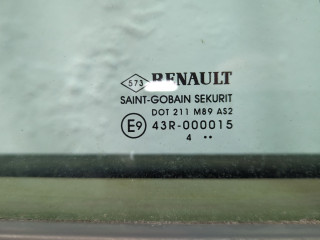 573 RENAULT
SAINT-GOBAIN SEKURIT
DOT 211 M89 AS2
E9 43R-000015
4 ..